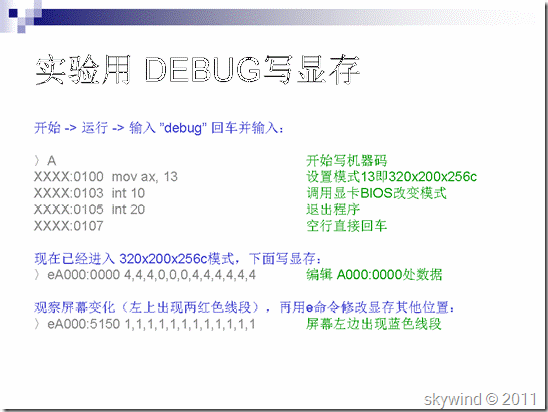 实验用 DEBUG写显存
开始 -> 运行 -> 输入 "debug" 回车并输入：
〉A 开始写机器码
XXXX:0100 mov ax, 13 设置模式13即320x200x256c
XXXX:0103 int 10 调用显卡BIOS改变模式
XXXX:0105 int 20 退出程序
XXXX:0107 空行直接回车
现在已经进入 320x200x256c模式，下面写显存：
〉eA000:0000 4,4,4,0,0,0,4,4,4,4,4,4 编辑 A000:0000处数据
观察屏幕变化（左上出现两红色线段），再用e命令修改显存其他位置：
〉eA000:5150 1,1,1,1,1,1,1,1,1,1,1,1 屏幕左边出现蓝色线段
skywind © 2011